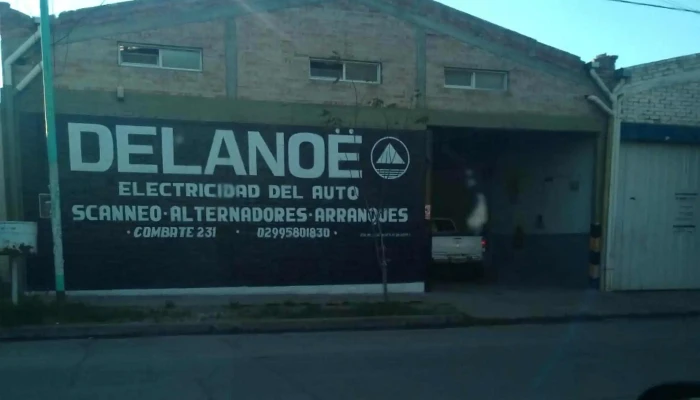 DELANOË
ELECTRICIDAD DEL AUTO
SCANNEO · ALTERNADORES · ARRANQUES
· COMBATE 231 · 02995801830 ·